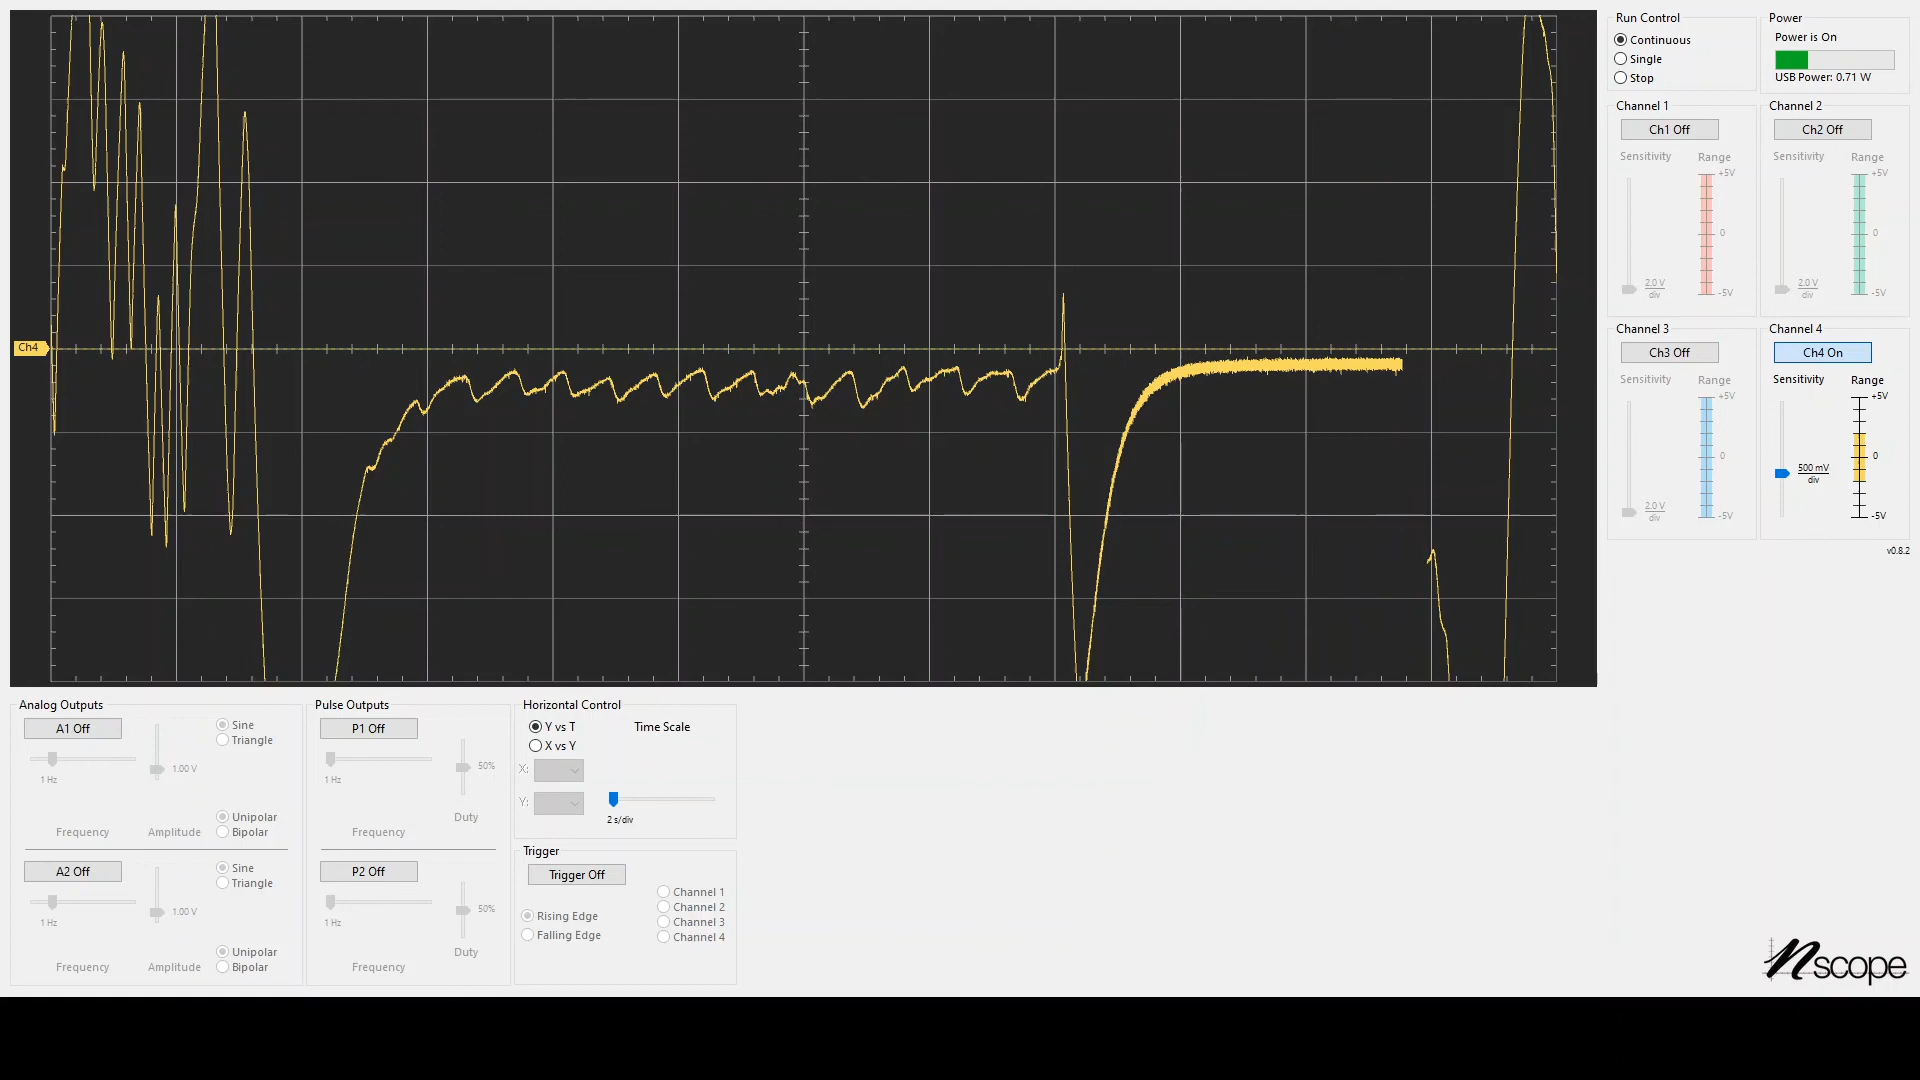 Run Control
Continuous
Single
Stop
Power
Power is On
USB Power: 0.71 W
Channel 1
Ch1 Off
Sensitivity
Range
+5V
0
-5V
2.0 V
div
Channel 2
Ch2 Off
Sensitivity
Range
+5V
0
-5V
2.0 V
div
Ch4
Channel 3
Ch3 Off
Sensitivity
Range
+5V
0
-5V
2.0 V
div
Channel 4
Ch4 On
Sensitivity
Range
+5V
0
-5V
500 mV
div
v0.8.2
Analog Outputs
A1 Off
Sine
Triangle
1.00 V
1 Hz
Unipolar
Bipolar
Frequency
Amplitude
A2 Off
Sine
Triangle
1.00 V
1 Hz
Unipolar
Bipolar
Frequency
Amplitude
Pulse Outputs
P1 Off
50%
1 Hz
Duty
Frequency
P2 Off
50%
1 Hz
Duty
Frequency
Horizontal Control
Y vs T
Time Scale
X vs Y
X:
Y:
2 s/div
Trigger
Trigger Off
Channel 1
Channel 2
Channel 3
Channel 4
Rising Edge
Falling Edge
nscope